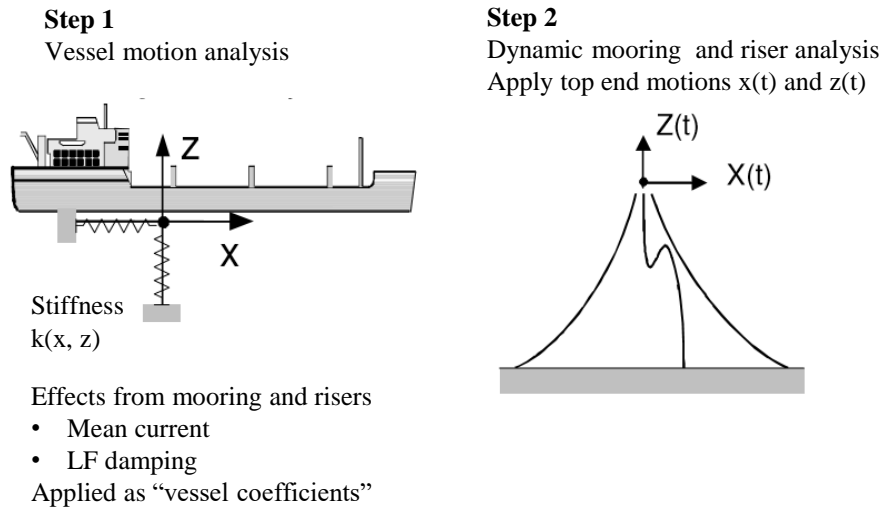 Step 1
Vessel motion analysis
Z
X
Stiffness
k(x, z)
Effects from mooring and risers
• Mean current
• LF damping
Applied as “vessel coefficients”
Step 2
Dynamic mooring and riser analysis
Apply top end motions x(t) and z(t)
Z(t)
X(t)